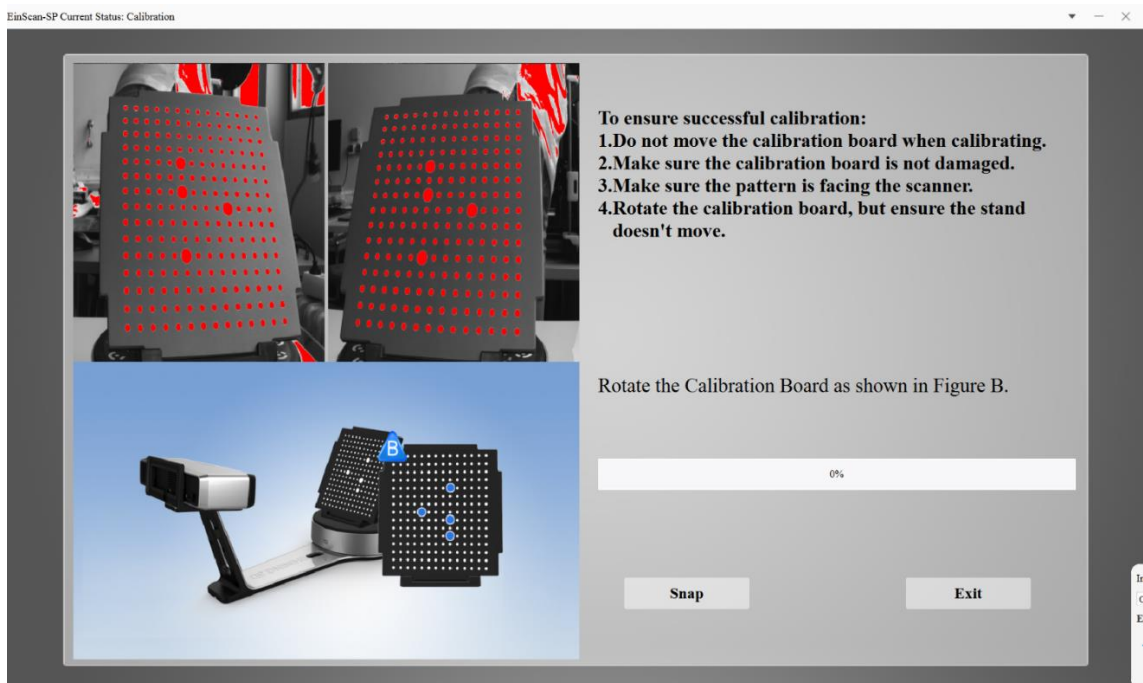 EinScan-SP Current Status: Calibration
To ensure successful calibration:
1.Do not move the calibration board when calibrating.
2.Make sure the calibration board is not damaged.
3.Make sure the pattern is facing the scanner.
4.Rotate the calibration board, but ensure the stand
doesn't move.
B
Rotate the Calibration Board as shown in Figure B.
0%
Snap
Exit